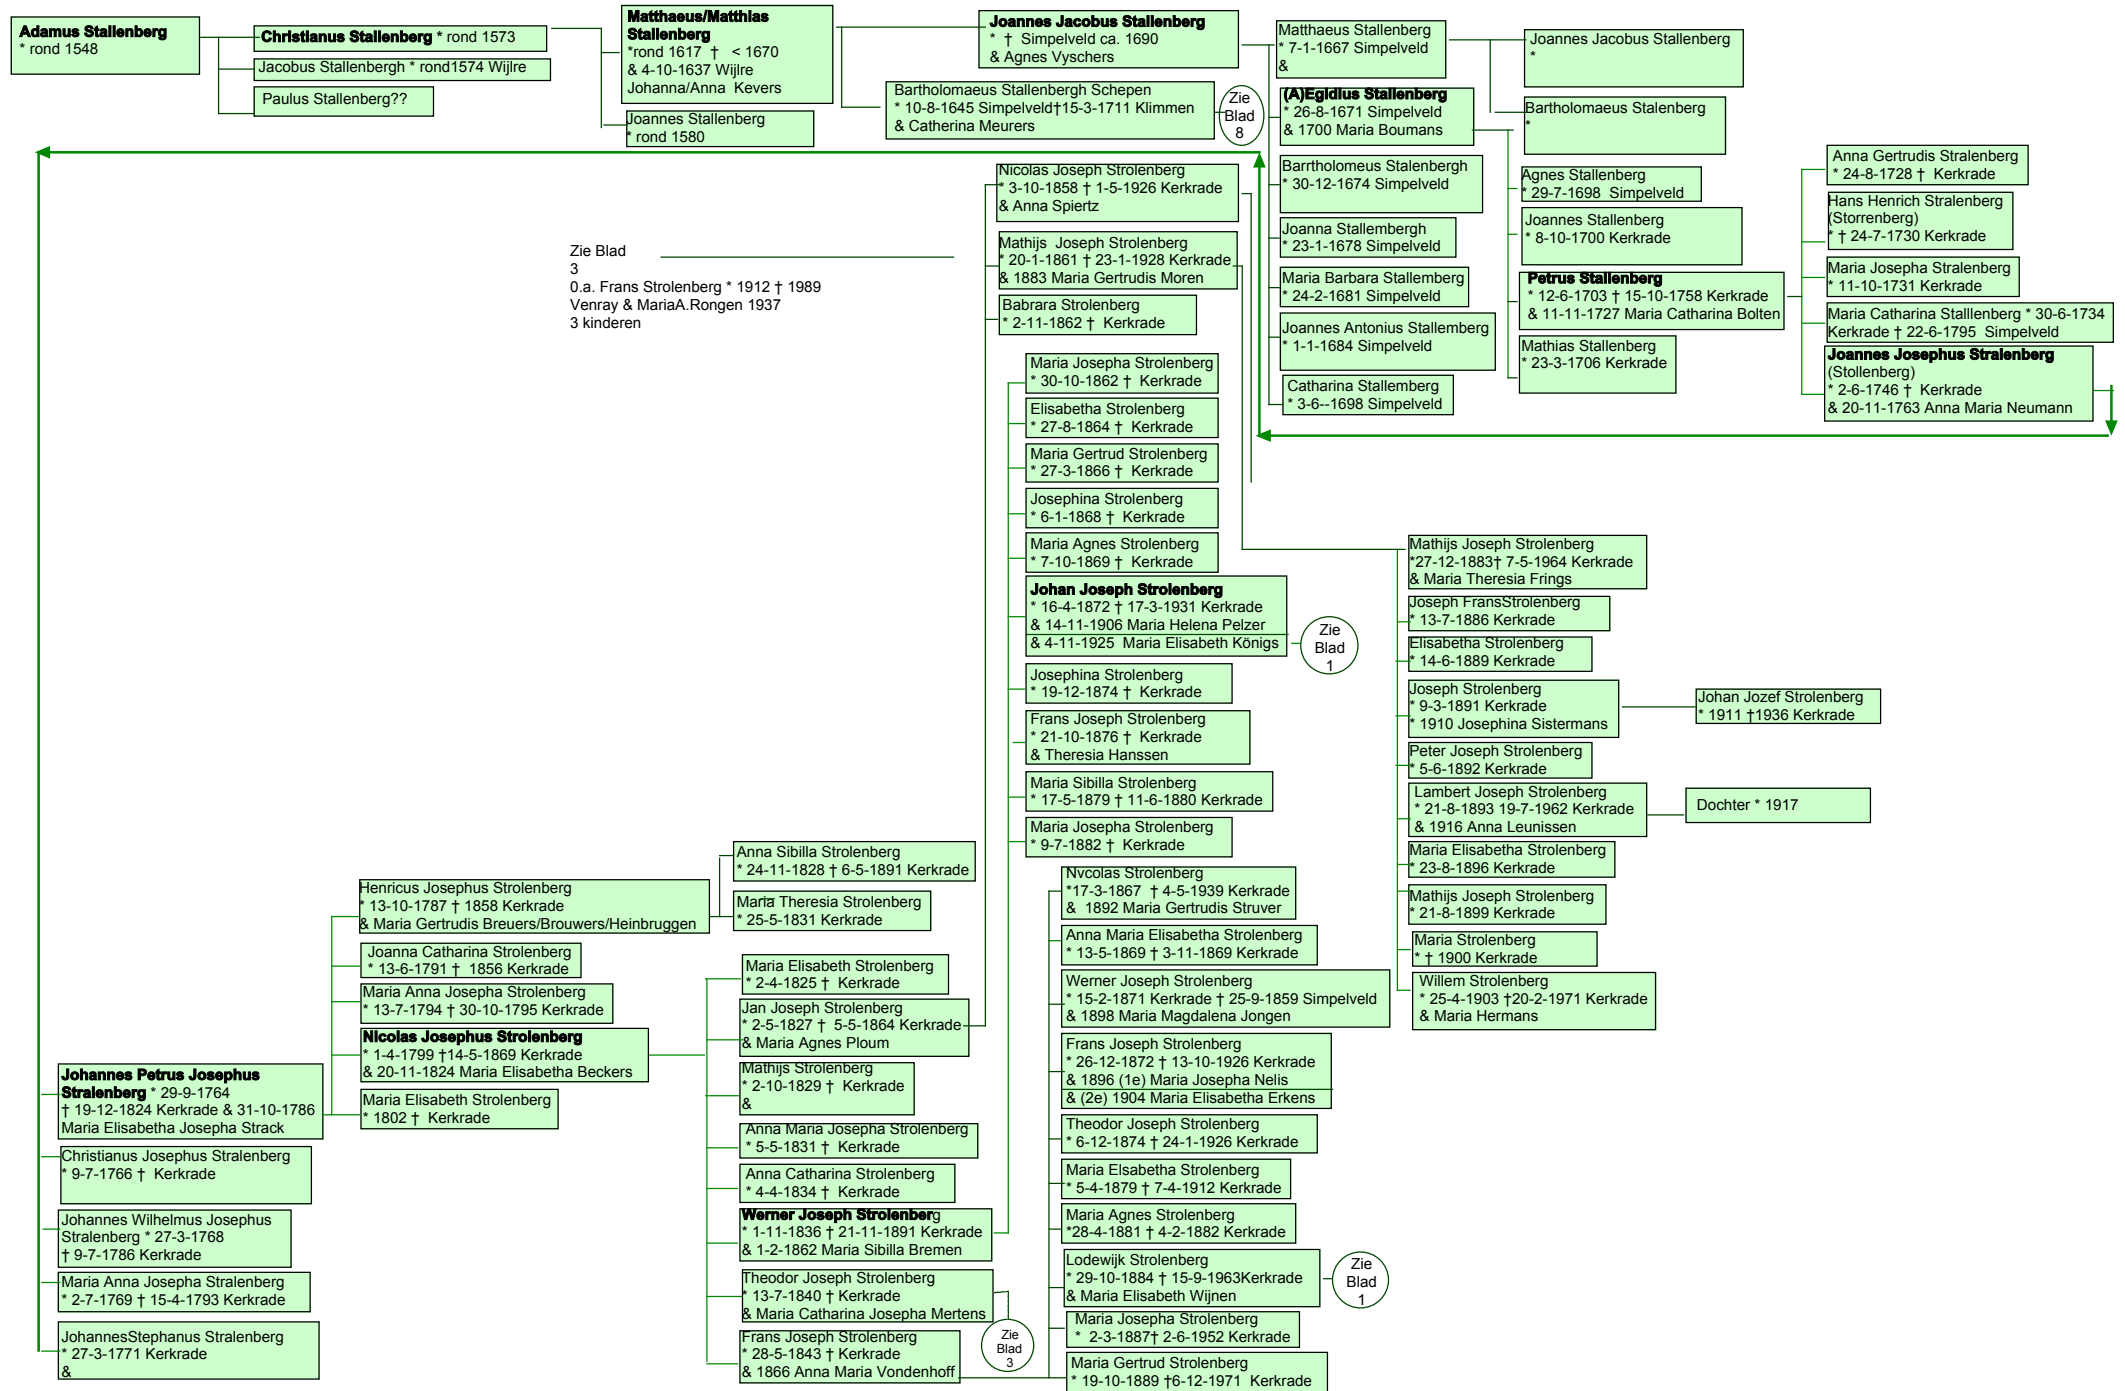 Adamus Stallenberg
* rond 1548
Christianus Stallenberg * rond 1573
Jacobus Stallenbergh * rond1574 Wijlre
Paulus Stallenberg??
Matthaeus/Matthias
Stallenberg
*rond 1617 † < 1670
& 4-10-1637 Wijlre
Johanna/Anna Kevers
Joannes Stallenberg
* rond 1580
Joannes Jacobus Stallenberg
* † Simpelveld ca. 1690
& Agnes Vyschers
Bartholomaeus Stallenbergh Schepen
* 10-8-1645 Simpelveld†15-3-1711 Klimmen
& Catherina Meurers
Zie
Blad
8
Matthaeus Stallenberg
* 7-1-1667 Simpelveld
&
(A)Egidius Stallenberg
* 26-8-1671 Simpelveld
& 1700 Maria Boumans
Barrtholomeus Stalenbergh
* 30-12-1674 Simpelveld
Joanna Stallembergh
* 23-1-1678 Simpelveld
Maria Barbara Stallemberg
* 24-2-1681 Simpelveld
Joannes Antonius Stallemberg
* 1-1-1684 Simpelveld
Catharina Stallemberg
* 3-6--1698 Simpelveld
Joannes Jacobus Stallenberg
*
Bartholomaeus Stalenberg
*
Agnes Stallenberg
* 29-7-1698 Simpelveld
Joannes Stallenberg
* 8-10-1700 Kerkrade
Petrus Stallenberg
* 12-6-1703 † 15-10-1758 Kerkrade
& 11-11-1727 Maria Catharina Bolten
Mathias Stallenberg
* 23-3-1706 Kerkrade
Anna Gertrudis Stralenberg
* 24-8-1728 † Kerkrade
Hans Henrich Stralenberg
(Storrenberg)
* † 24-7-1730 Kerkrade
Maria Josepha Stralenberg
* 11-10-1731 Kerkrade
Maria Catharina Stalllenberg * 30-6-1734
Kerkrade † 22-6-1795 Simpelveld
Joannes Josephus Stralenberg
(Stollenberg)
* 2-6-1746 † Kerkrade
& 20-11-1763 Anna Maria Neumann
Zie Blad
3
0.a. Frans Strolenberg * 1912 † 1989
Venray & MariaA.Rongen 1937
3 kinderen
Nicolas Joseph Strolenberg
* 3-10-1858 † 1-5-1926 Kerkrade
& Anna Spiertz
Mathijs Joseph Strolenberg
* 20-1-1861 † 23-1-1928 Kerkrade
& 1883 Maria Gertrudis Moren
Babrara Strolenberg
* 2-11-1862 † Kerkrade
Maria Josepha Strolenberg
* 30-10-1862 † Kerkrade
Elisabetha Strolenberg
* 27-8-1864 † Kerkrade
Maria Gertrud Strolenberg
* 27-3-1866 † Kerkrade
Josephina Strolenberg
* 6-1-1868 † Kerkrade
Maria Agnes Strolenberg
* 7-10-1869 † Kerkrade
Johan Joseph Strolenberg
* 16-4-1872 † 17-3-1931 Kerkrade
& 14-11-1906 Maria Helena Pelzer
& 4-11-1925 Maria Elisabeth Königs
Zie
Blad
1
Josephina Strolenberg
* 19-12-1874 † Kerkrade
Frans Joseph Strolenberg
* 21-10-1876 † Kerkrade
& Theresia Hanssen
Maria Sibilla Strolenberg
* 17-5-1879 † 11-6-1880 Kerkrade
Maria Josepha Strolenberg
* 9-7-1882 † Kerkrade
Mathijs Joseph Strolenberg
*27-12-1883† 7-5-1964 Kerkrade
& Maria Theresia Frings
Joseph FransStrolenberg
* 13-7-1886 Kerkrade
Elisabetha Strolenberg
* 14-6-1889 Kerkrade
Joseph Strolenberg
* 9-3-1891 Kerkrade
* 1910 Josephina Sistermans
Johan Jozef Strolenberg
* 1911 †1936 Kerkrade
Peter Joseph Strolenberg
* 5-6-1892 Kerkrade
Lambert Joseph Strolenberg
* 21-8-1893 19-7-1962 Kerkrade
& 1916 Anna Leunissen
Dochter * 1917
Maria Elisabetha Strolenberg
* 23-8-1896 Kerkrade
Mathijs Joseph Strolenberg
* 21-8-1899 Kerkrade
Maria Strolenberg
* † 1900 Kerkrade
Willem Strolenberg
* 25-4-1903 †20-2-1971 Kerkrade
& Maria Hermans
Johannes Petrus Josephus
Stralenberg * 29-9-1764
† 19-12-1824 Kerkrade & 31-10-1786
Maria Elisabetha Josepha Strack
Christianus Josephus Stralenberg
* 9-7-1766 † Kerkrade
Johannes Wilhelmus Josephus
Stralenberg * 27-3-1768
† 9-7-1786 Kerkrade
Maria Anna Josepha Stralenberg
* 2-7-1769 † 15-4-1793 Kerkrade
JohannesStephanus Stralenberg
* 27-3-1771 Kerkrade
&
Henricus Josephus Strolenberg
* 13-10-1787 † 1858 Kerkrade
& Maria Gertrudis Breuers/Brouwers/Heinbruggen
Joanna Catharina Strolenberg
* 13-6-1791 † 1856 Kerkrade
Maria Anna Josepha Strolenberg
* 13-7-1794 † 30-10-1795 Kerkrade
Nicolas Josephus Strolenberg
* 1-4-1799 †14-5-1869 Kerkrade
& 20-11-1824 Maria Elisabetha Beckers
Maria Elisabeth Strolenberg
* 1802 † Kerkrade
Anna Sibilla Strolenberg
* 24-11-1828 † 6-5-1891 Kerkrade
Maria Theresia Strolenberg
* 25-5-1831 Kerkrade
Maria Elisabeth Strolenberg
* 2-4-1825 † Kerkrade
Jan Joseph Strolenberg
* 2-5-1827 † 5-5-1864 Kerkrade
& Maria Agnes Ploum
Mathijs Strolenberg
* 2-10-1829 † Kerkrade
&
Anna Maria Josepha Strolenberg
* 5-5-1831 † Kerkrade
Anna Catharina Strolenberg
* 4-4-1834 † Kerkrade
Werner Joseph Strolenberg
* 1-11-1836 † 21-11-1891 Kerkrade
& 1-2-1862 Maria Sibilla Bremen
Theodor Joseph Strolenberg
* 13-7-1840 † Kerkrade
& Maria Catharina Josepha Mertens
Zie
Blad
3
Frans Joseph Strolenberg
* 28-5-1843 † Kerkrade
& 1866 Anna Maria Vondenhoff
Nvcolas Strolenberg
*17-3-1867 † 4-5-1939 Kerkrade
& 1892 Maria Gertrudis Struver
Anna Maria Elisabetha Strolenberg
* 13-5-1869 † 3-11-1869 Kerkrade
Werner Joseph Strolenberg
* 15-2-1871 Kerkrade † 25-9-1859 Simpelveld
& 1898 Maria Magdalena Jongen
Frans Joseph Strolenberg
* 26-12-1872 † 13-10-1926 Kerkrade
& 1896 (1e) Maria Josepha Nelis
& (2e) 1904 Maria Elisabetha Erkens
Theodor Joseph Strolenberg
* 6-12-1874 † 24-1-1926 Kerkrade
Maria Elsabetha Strolenberg
* 5-4-1879 † 7-4-1912 Kerkrade
Maria Agnes Strolenberg
*28-4-1881 † 4-2-1882 Kerkrade
Lodewijk Strolenberg
* 29-10-1884 † 15-9-1963Kerkrade
& Maria Elisabeth Wijnen
Zie
Blad
1
Maria Josepha Strolenberg
* 2-3-1887† 2-6-1952 Kerkrade
Maria Gertrud Strolenberg
* 19-10-1889 †6-12-1971 Kerkrade